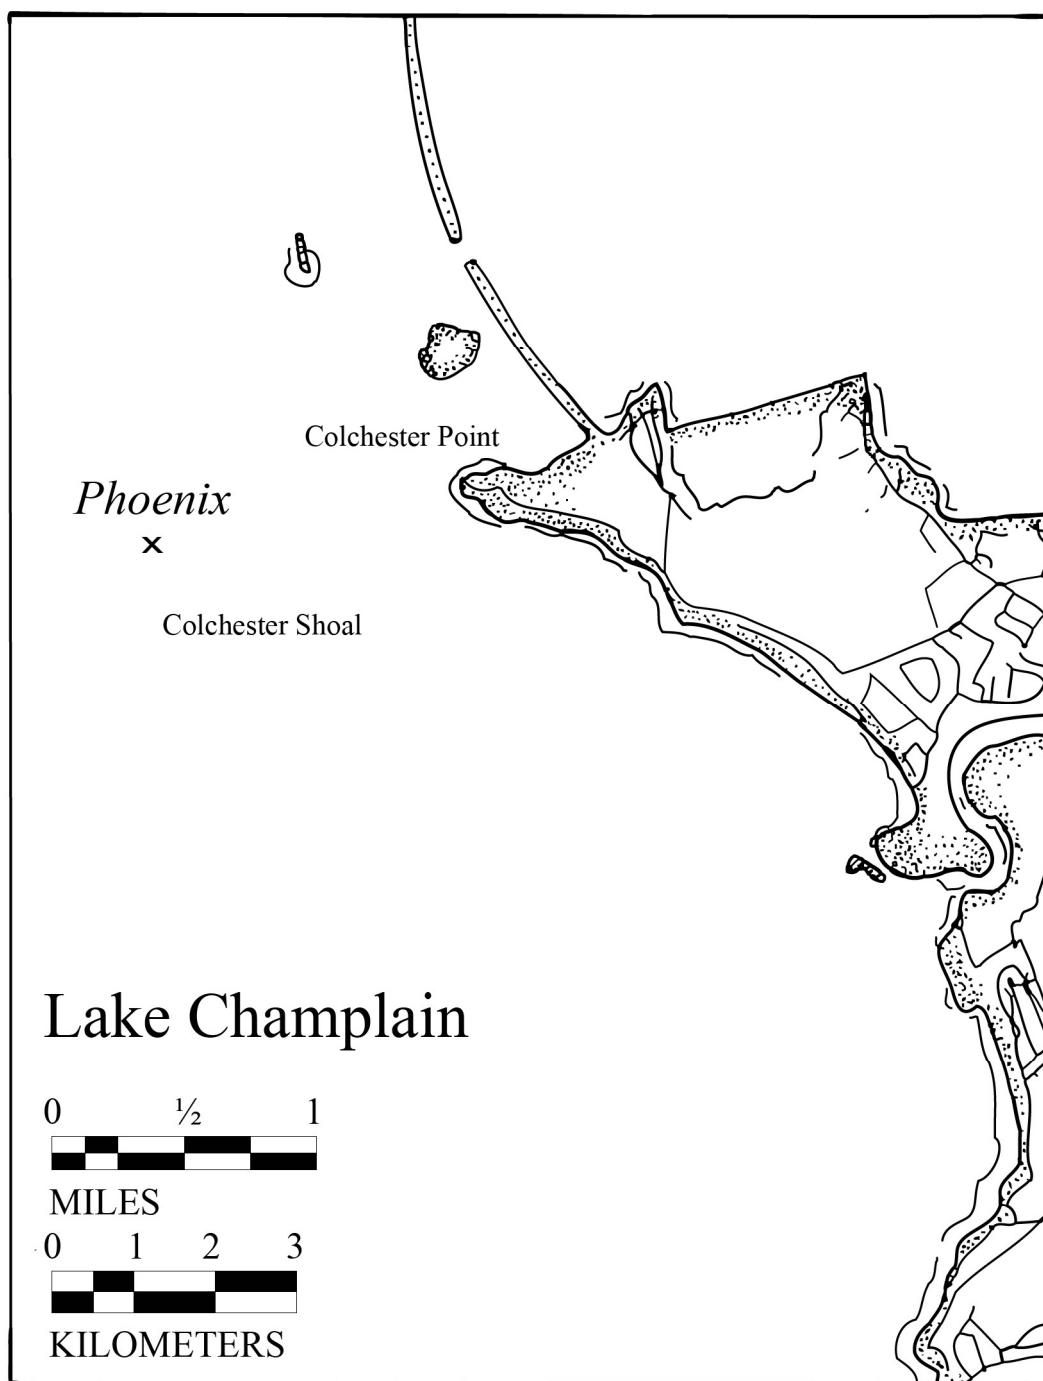 Colchester Point
Phoenix
x
Colchester Shoal
Lake Champlain
0 ½ 1
MILES
0 1 2 3
KILOMETERS